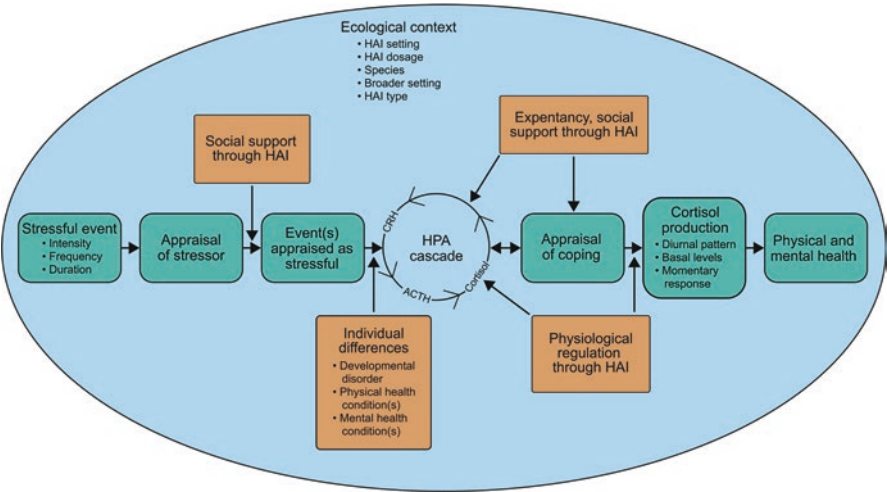 Ecological context
• HAI setting
• HAI dosage
• Species
• Broader setting
• HAI type
Social support
through HAI
Expentancy, social
support through HAI
Stressful event
• Intensity
• Frequency
• Duration
Appraisal
of stressor
Event(s)
appraised as
stressful
CRH
HPA
cascade
ACTH
Cortisol
Appraisal
of coping
Cortisol
production
• Diurnal pattern
• Basal levels
• Momentary
response
Physical and
mental health
Individual
differences
• Developmental
disorder
• Physical health
condition(s)
• Mental health
condition(s)
Physiological
regulation
through HAI